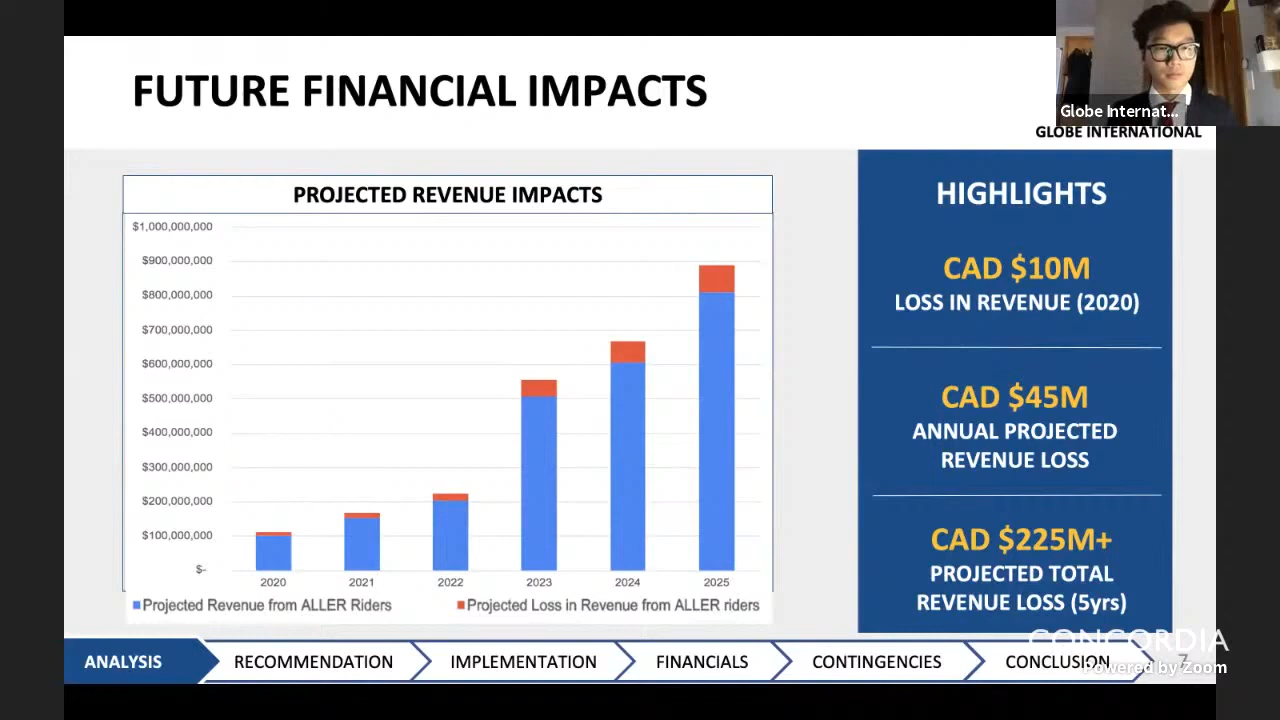 FUTURE FINANCIAL IMPACTS
Globe Internat...
GLOBE INTERNATIONAL
PROJECTED REVENUE IMPACTS
$1,000,000,000
$900,000,000
$800,000,000
$700,000,000
$600,000,000
$500,000,000
$400,000,000
$300,000,000
$200,000,000
$100,000,000
$-
2020 2021 2022 2023 2024 2025
Projected Revenue from ALLER Riders Projected Loss in Revenue from ALLER riders
HIGHLIGHTS
CAD $10M
LOSS IN REVENUE (2020)
CAD $45M
ANNUAL PROJECTED
REVENUE LOSS
CAD $225M+
PROJECTED TOTAL
REVENUE LOSS (5yrs)
ANALYSIS RECOMMENDATION IMPLEMENTATION FINANCIALS CONTINGENCIES CONCLUSION 7
CONCORDIA
Powered by Zoom